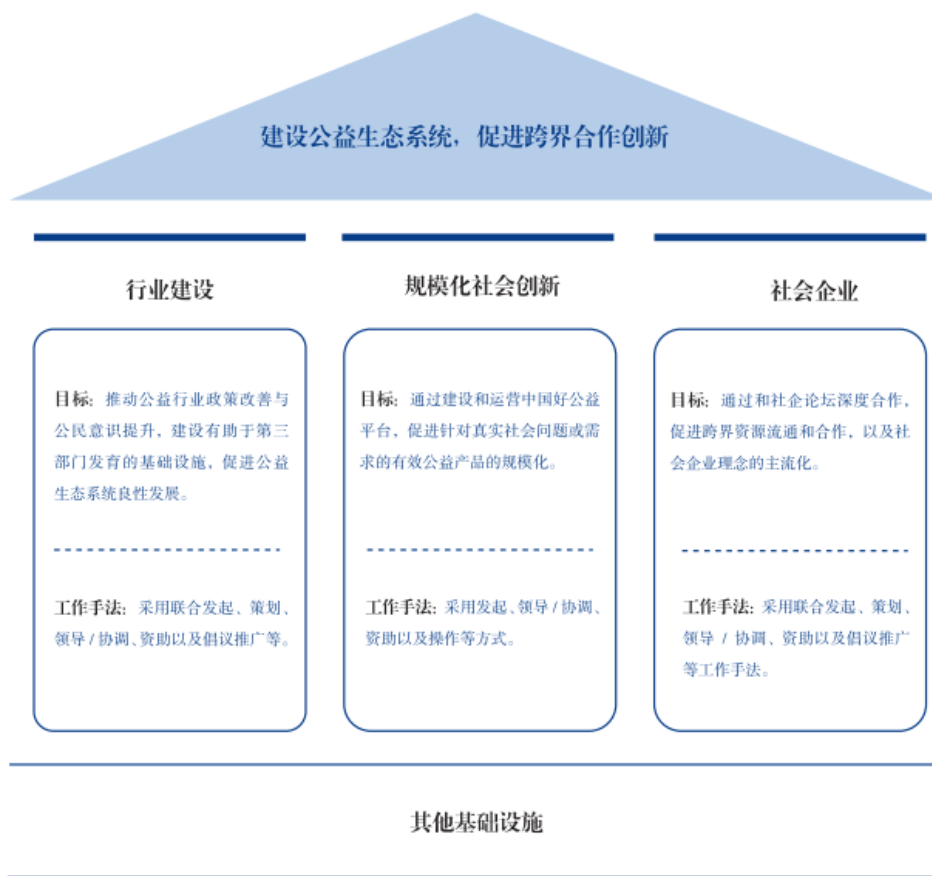 建设公益生态系统，促进跨界合作创新
行业建设
目标：推动公益行业政策改善与
公民意识提升，建设有助于第三
部门发育的基础设施，促进公益
生态系统良性发展。
工作手法：采用联合发起、策划、
领导 / 协调、资助以及倡议推广等。
规模化社会创新
目标：通过建设和运营中国好公益
平台，促进针对真实社会问题或需
求的有效公益产品的规模化。
工作手法：采用发起、领导 / 协调、
资助以及操作等方式。
社会企业
目标：通过和社企论坛深度合作，
促进跨界资源流通和合作，以及社
会企业理念的主流化。
工作手法：采用联合发起、策划、
领导 / 协调、资助以及倡议推广
等工作手法。
其他基础设施